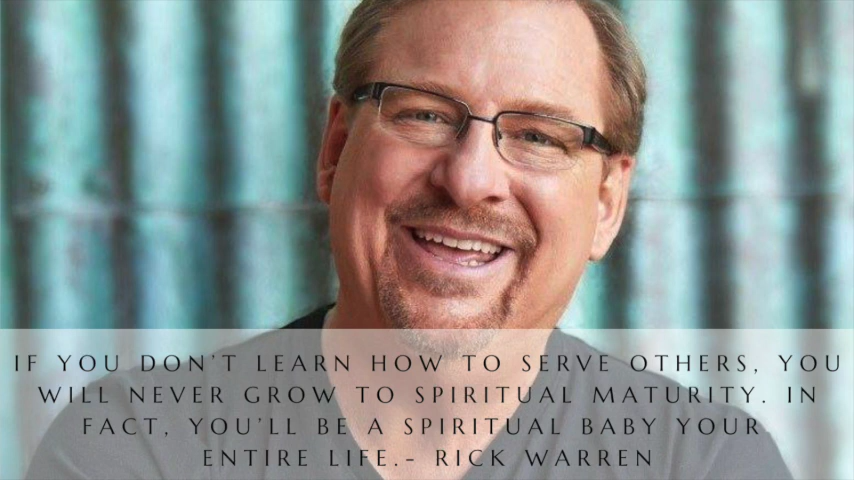 IF YOU DON'T LEARN HOW TO SERVE OTHERS, YOU
WILL NEVER GROW TO SPIRITUAL MATURITY. IN
FACT, YOU'LL BE A SPIRITUAL BABY YOUR
ENTIRE LIFE.- RICK WARREN